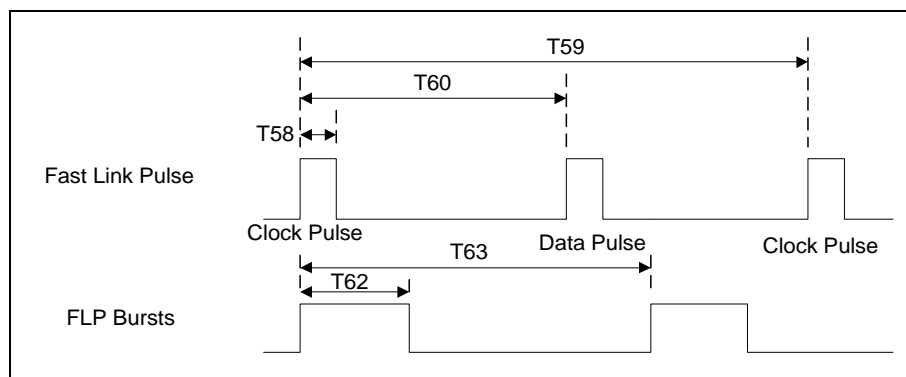 T59
T60
T58
Fast Link Pulse
Clock Pulse
Data Pulse
Clock Pulse
T63
T62
FLP Bursts